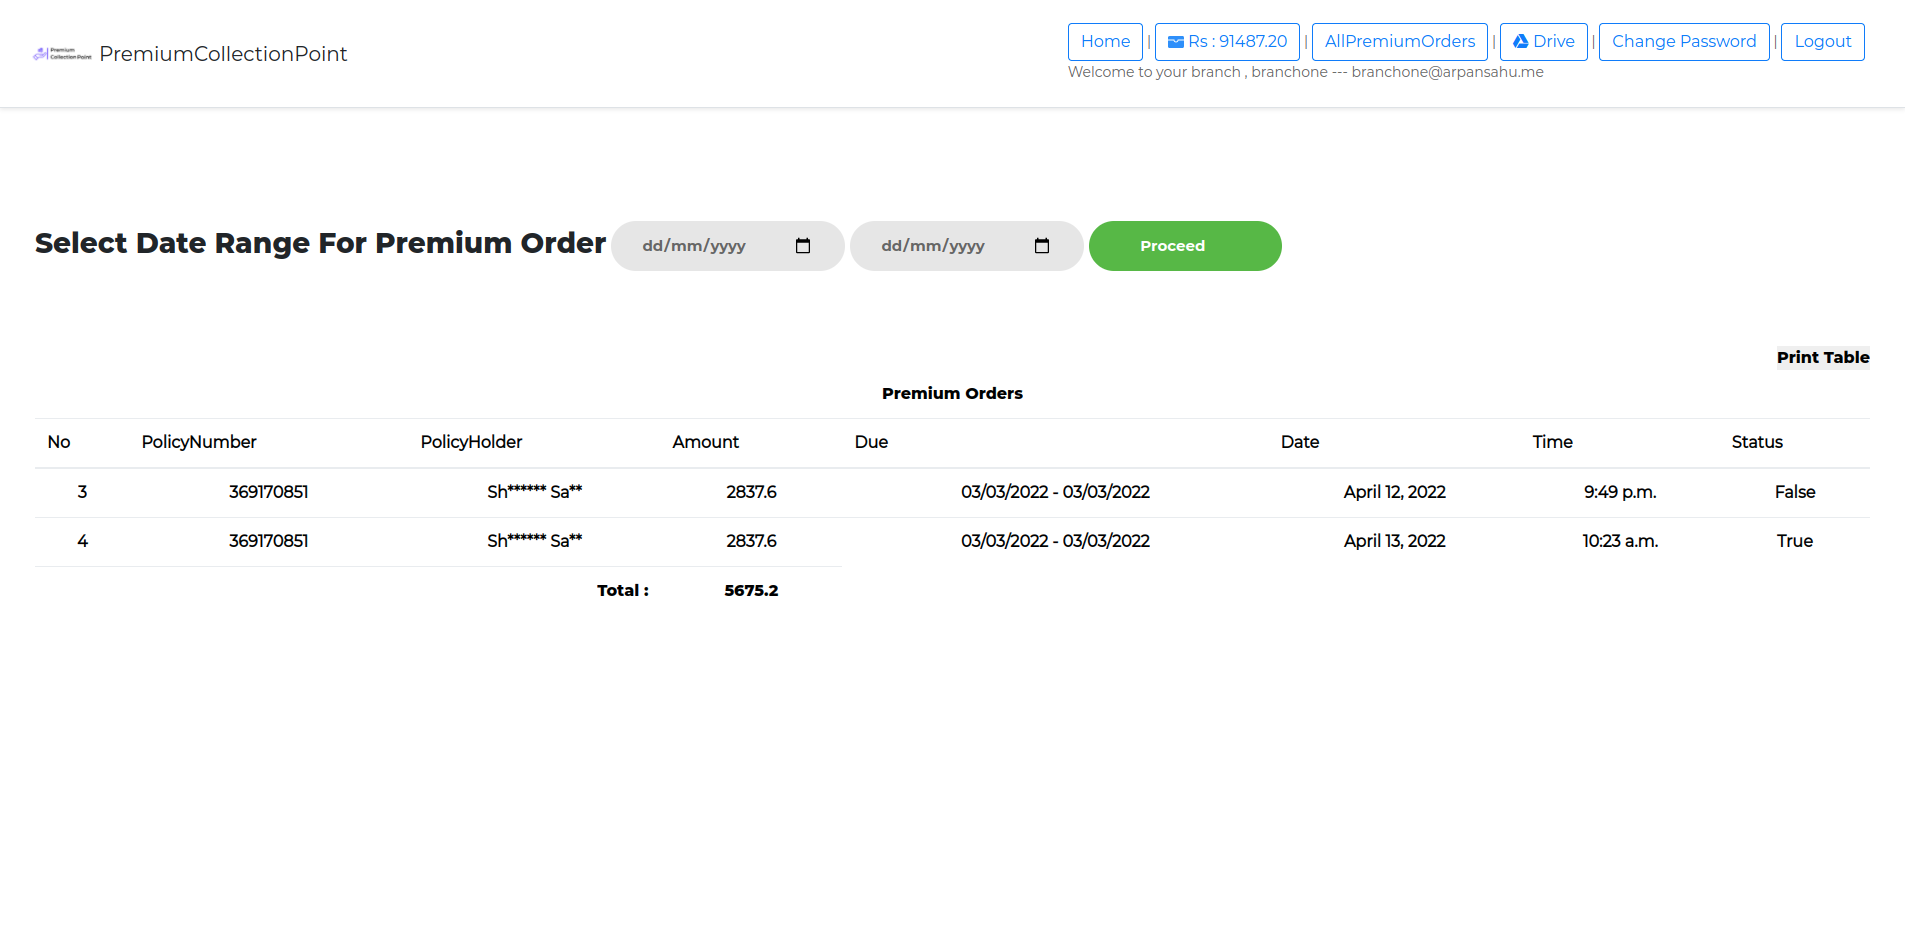 Premium
Collection Point
PremiumCollectionPoint
Home | Rs : 91487.20 | AllPremiumOrders | Drive | Change Password | Logout
Welcome to your branch , branchone --- branchone@arpansahu.me
Select Date Range For Premium Order dd/mm/yyyy dd/mm/yyyy Proceed
Print Table
Premium Orders
No PolicyNumber PolicyHolder Amount Due Date Time Status
3 369170851 Sh****** Sa** 2837.6 03/03/2022 - 03/03/2022 April 12, 2022 9:49 p.m. False
4 369170851 Sh****** Sa** 2837.6 03/03/2022 - 03/03/2022 April 13, 2022 10:23 a.m. True
Total : 5675.2